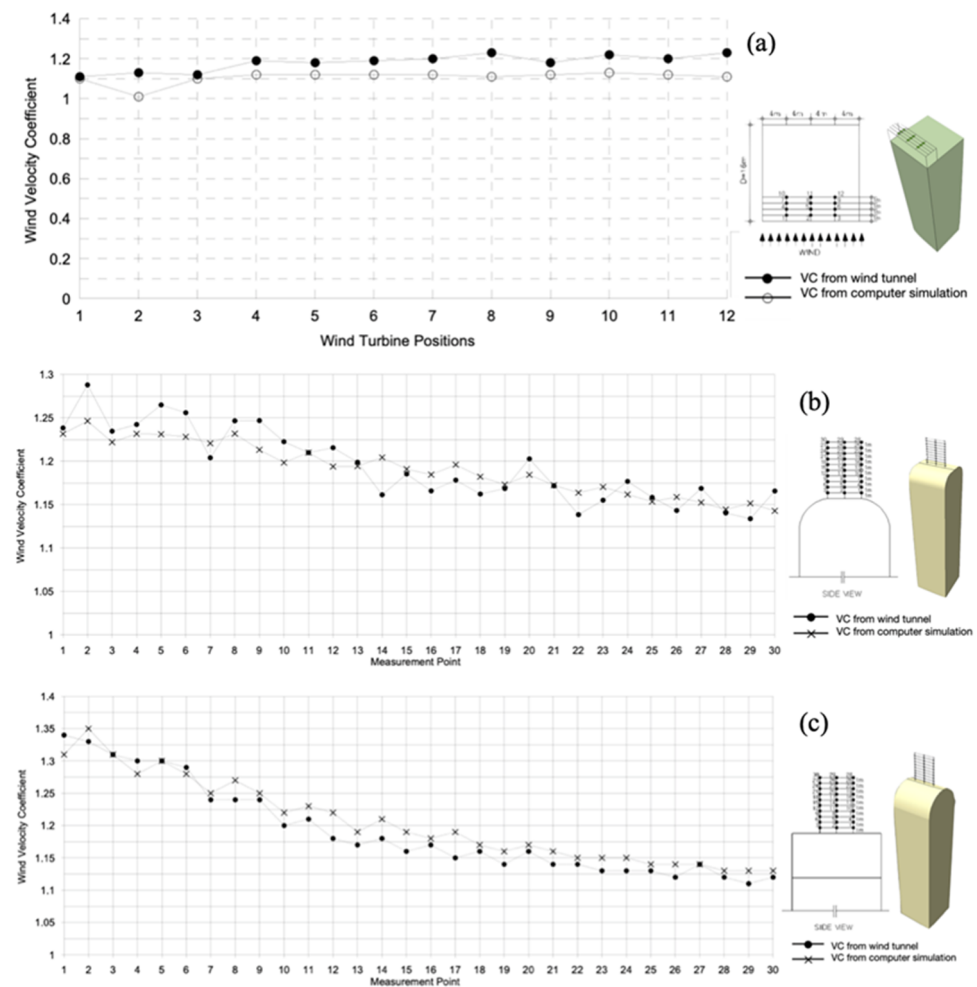 (a)
Wind Velocity Coefficient
1.4
1.2
1
0.8
0.6
0.4
0.2
0
1 2 3 4 5 6 7 8 9 10 11 12
Wind Turbine Positions
WIND
VC from wind tunnel
VC from computer simulation
(b)
Wind Velocity Coefficient
1.3
1.25
1.2
1.15
1.1
1.05
1
1 2 3 4 5 6 7 8 9 10 11 12 13 14 15 16 17 18 19 20 21 22 23 24 25 26 27 28 29 30
Measurement Point
SIDE VIEW
VC from wind tunnel
VC from computer simulation
(c)
Wind Velocity Coefficient
1.4
1.35
1.3
1.25
1.2
1.15
1.1
1.05
1
1 2 3 4 5 6 7 8 9 10 11 12 13 14 15 16 17 18 19 20 21 22 23 24 25 26 27 28 29 30
Measurement Point
SIDE VIEW
VC from wind tunnel
VC from computer simulation